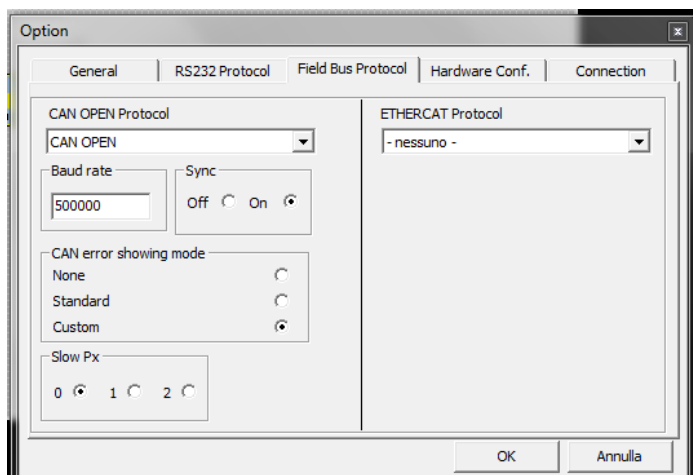 Option
General
RS232 Protocol
Field Bus Protocol
Hardware Conf.
Connection
CAN OPEN Protocol
CAN OPEN
Baud rate
500000
Sync
Off On
CAN error showing mode
None
Standard
Custom
Slow Px
0 1 2
ETHERCAT Protocol
- nessuno -
OK
Annulla